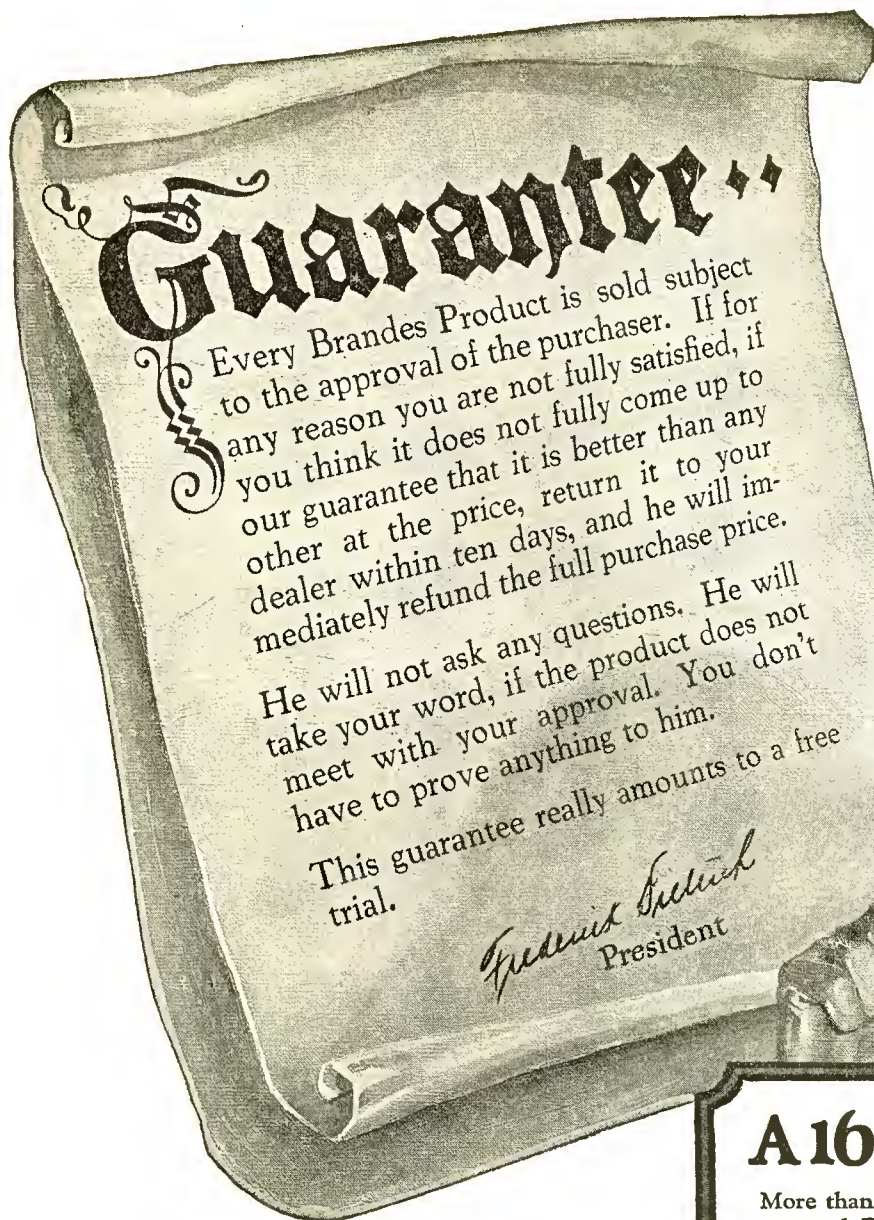 Guarantee..
Every Brandes Product is sold subject
to the approval of the purchaser. If for
any reason you are not fully satisfied, if
you think it does not fully come up to
our guarantee that it is better than any
other at the price, return it to your
dealer within ten days, and he will im-
mediately refund the full purchase price.
He will not ask any questions. He will
take your word, if the product does not
meet with your approval. You don't
have to prove anything to him.
This guarantee really amounts to a free
trial.
Frederick
President
A 16
More than